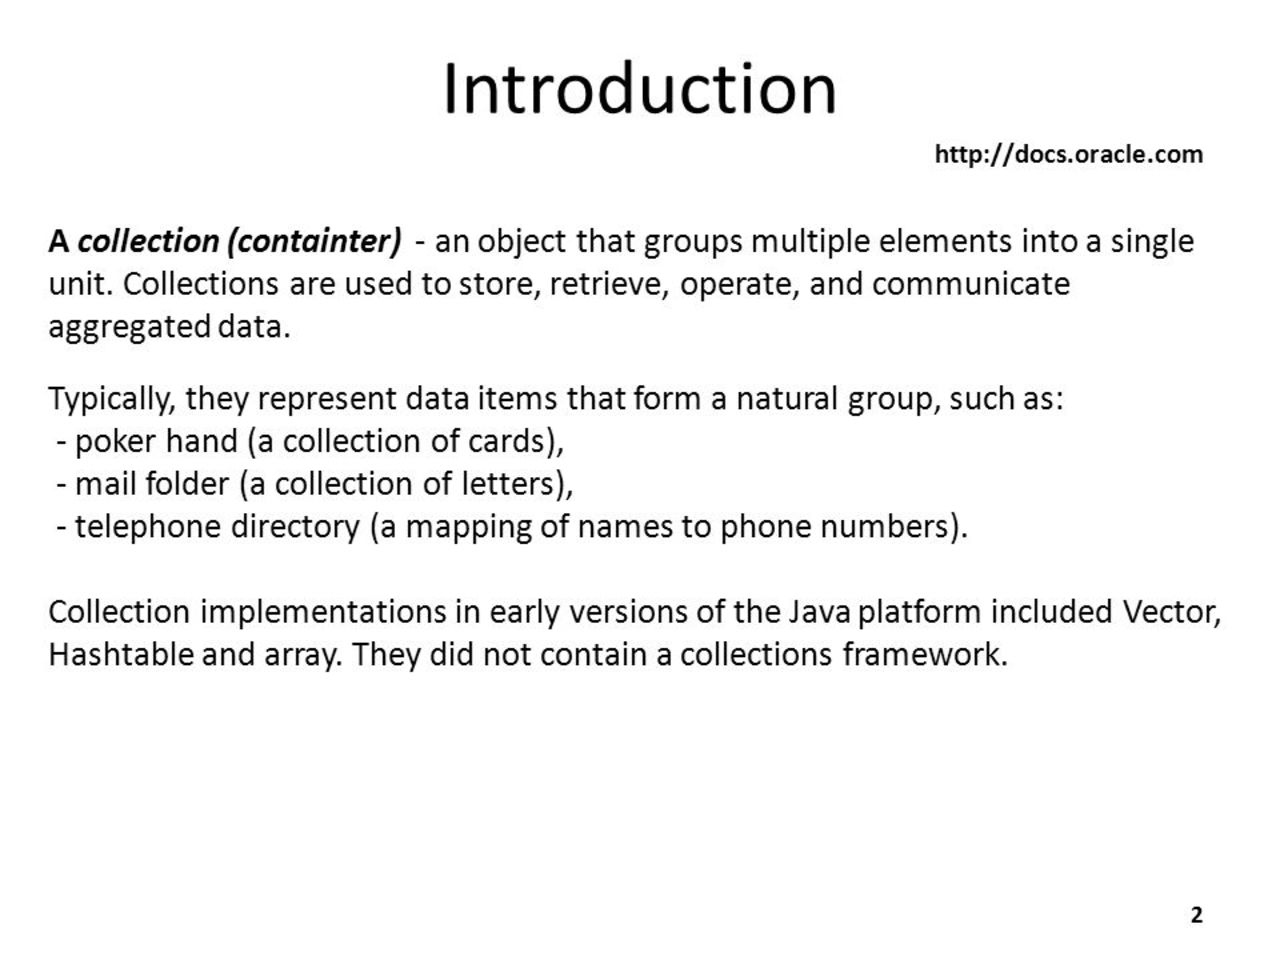 Introduction
http://docs.oracle.com
A collection (containter) - an object that groups multiple elements into a single
unit. Collections are used to store, retrieve, operate, and communicate
aggregated data.
Typically, they represent data items that form a natural group, such as:
- poker hand (a collection of cards),
- mail folder (a collection of letters),
- telephone directory (a mapping of names to phone numbers).
Collection implementations in early versions of the Java platform included Vector,
Hashtable and array. They did not contain a collections framework.
2